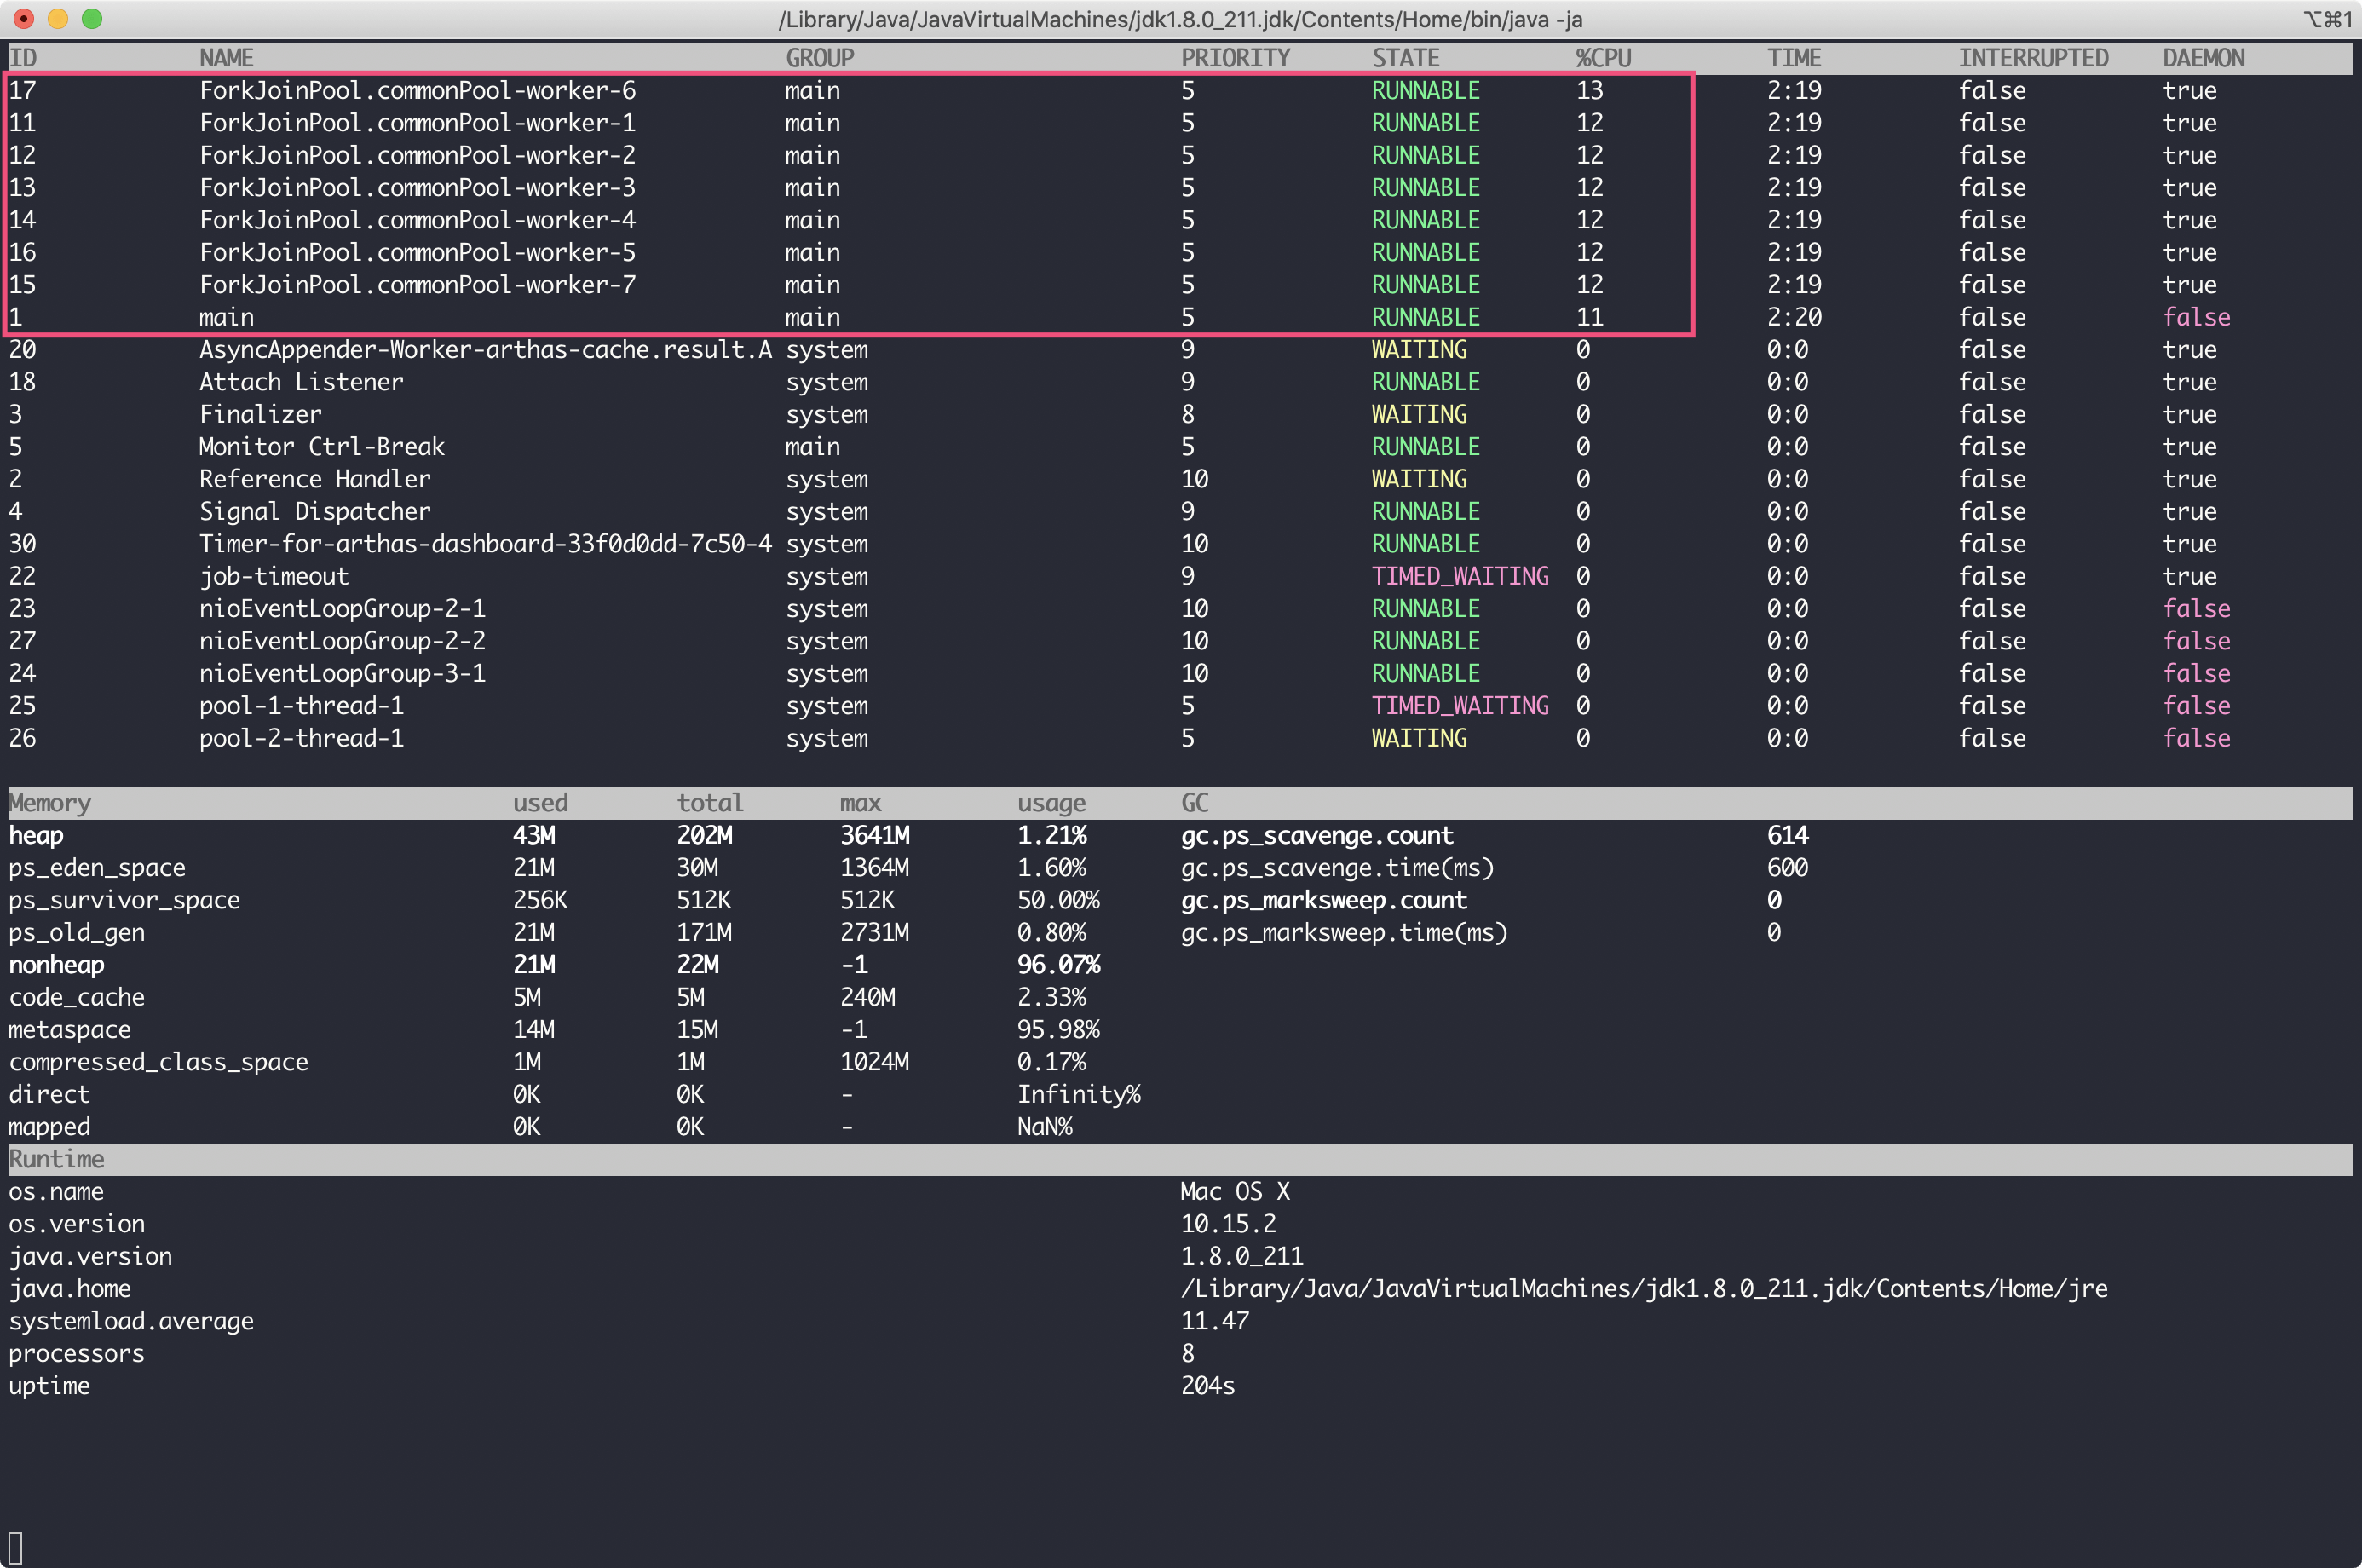 /Library/Java/JavaVirtualMachines/jdk1.8.0_211.jdk/Contents/Home/bin/java -ja ⌥⌘1
ID NAME GROUP PRIORITY STATE %CPU TIME INTERRUPTED DAEMON
17 ForkJoinPool.commonPool-worker-6 main 5 RUNNABLE 13 2:19 false true
11 ForkJoinPool.commonPool-worker-1 main 5 RUNNABLE 12 2:19 false true
12 ForkJoinPool.commonPool-worker-2 main 5 RUNNABLE 12 2:19 false true
13 ForkJoinPool.commonPool-worker-3 main 5 RUNNABLE 12 2:19 false true
14 ForkJoinPool.commonPool-worker-4 main 5 RUNNABLE 12 2:19 false true
16 ForkJoinPool.commonPool-worker-5 main 5 RUNNABLE 12 2:19 false true
15 ForkJoinPool.commonPool-worker-7 main 5 RUNNABLE 12 2:19 false true
1 main main 5 RUNNABLE 11 2:20 false false
20 AsyncAppender-Worker-arthas-cache.result.A system 9 WAITING 0 0:0 false true
18 Attach Listener system 9 RUNNABLE 0 0:0 false true
3 Finalizer system 8 WAITING 0 0:0 false true
5 Monitor Ctrl-Break main 5 RUNNABLE 0 0:0 false true
2 Reference Handler system 10 WAITING 0 0:0 false true
4 Signal Dispatcher system 9 RUNNABLE 0 0:0 false true
30 Timer-for-arthas-dashboard-33f0d0dd-7c50-4 system 10 RUNNABLE 0 0:0 false true
22 job-timeout system 9 TIMED_WAITING 0 0:0 false true
23 nioEventLoopGroup-2-1 system 10 RUNNABLE 0 0:0 false false
27 nioEventLoopGroup-2-2 system 10 RUNNABLE 0 0:0 false false
24 nioEventLoopGroup-3-1 system 10 RUNNABLE 0 0:0 false false
25 pool-1-thread-1 system 5 TIMED_WAITING 0 0:0 false false
26 pool-2-thread-1 system 5 WAITING 0 0:0 false false
Memory used total max usage GC
heap 43M 202M 3641M 1.21% gc.ps_scavenge.count 614
ps_eden_space 21M 30M 1364M 1.60% gc.ps_scavenge.time(ms) 600
ps_survivor_space 256K 512K 512K 50.00% gc.ps_marksweep.count 0
ps_old_gen 21M 171M 2731M 0.80% gc.ps_marksweep.time(ms) 0
nonheap 21M 22M -1 96.07%
code_cache 5M 5M 240M 2.33%
metaspace 14M 15M -1 95.98%
compressed_class_space 1M 1M 1024M 0.17%
direct 0K 0K - Infinity%
mapped 0K 0K - NaN%
Runtime
os.name Mac OS X
os.version 10.15.2
java.version 1.8.0_211
java.home /Library/Java/JavaVirtualMachines/jdk1.8.0_211.jdk/Contents/Home/jre
systemload.average 11.47
processors 8
uptime 204s